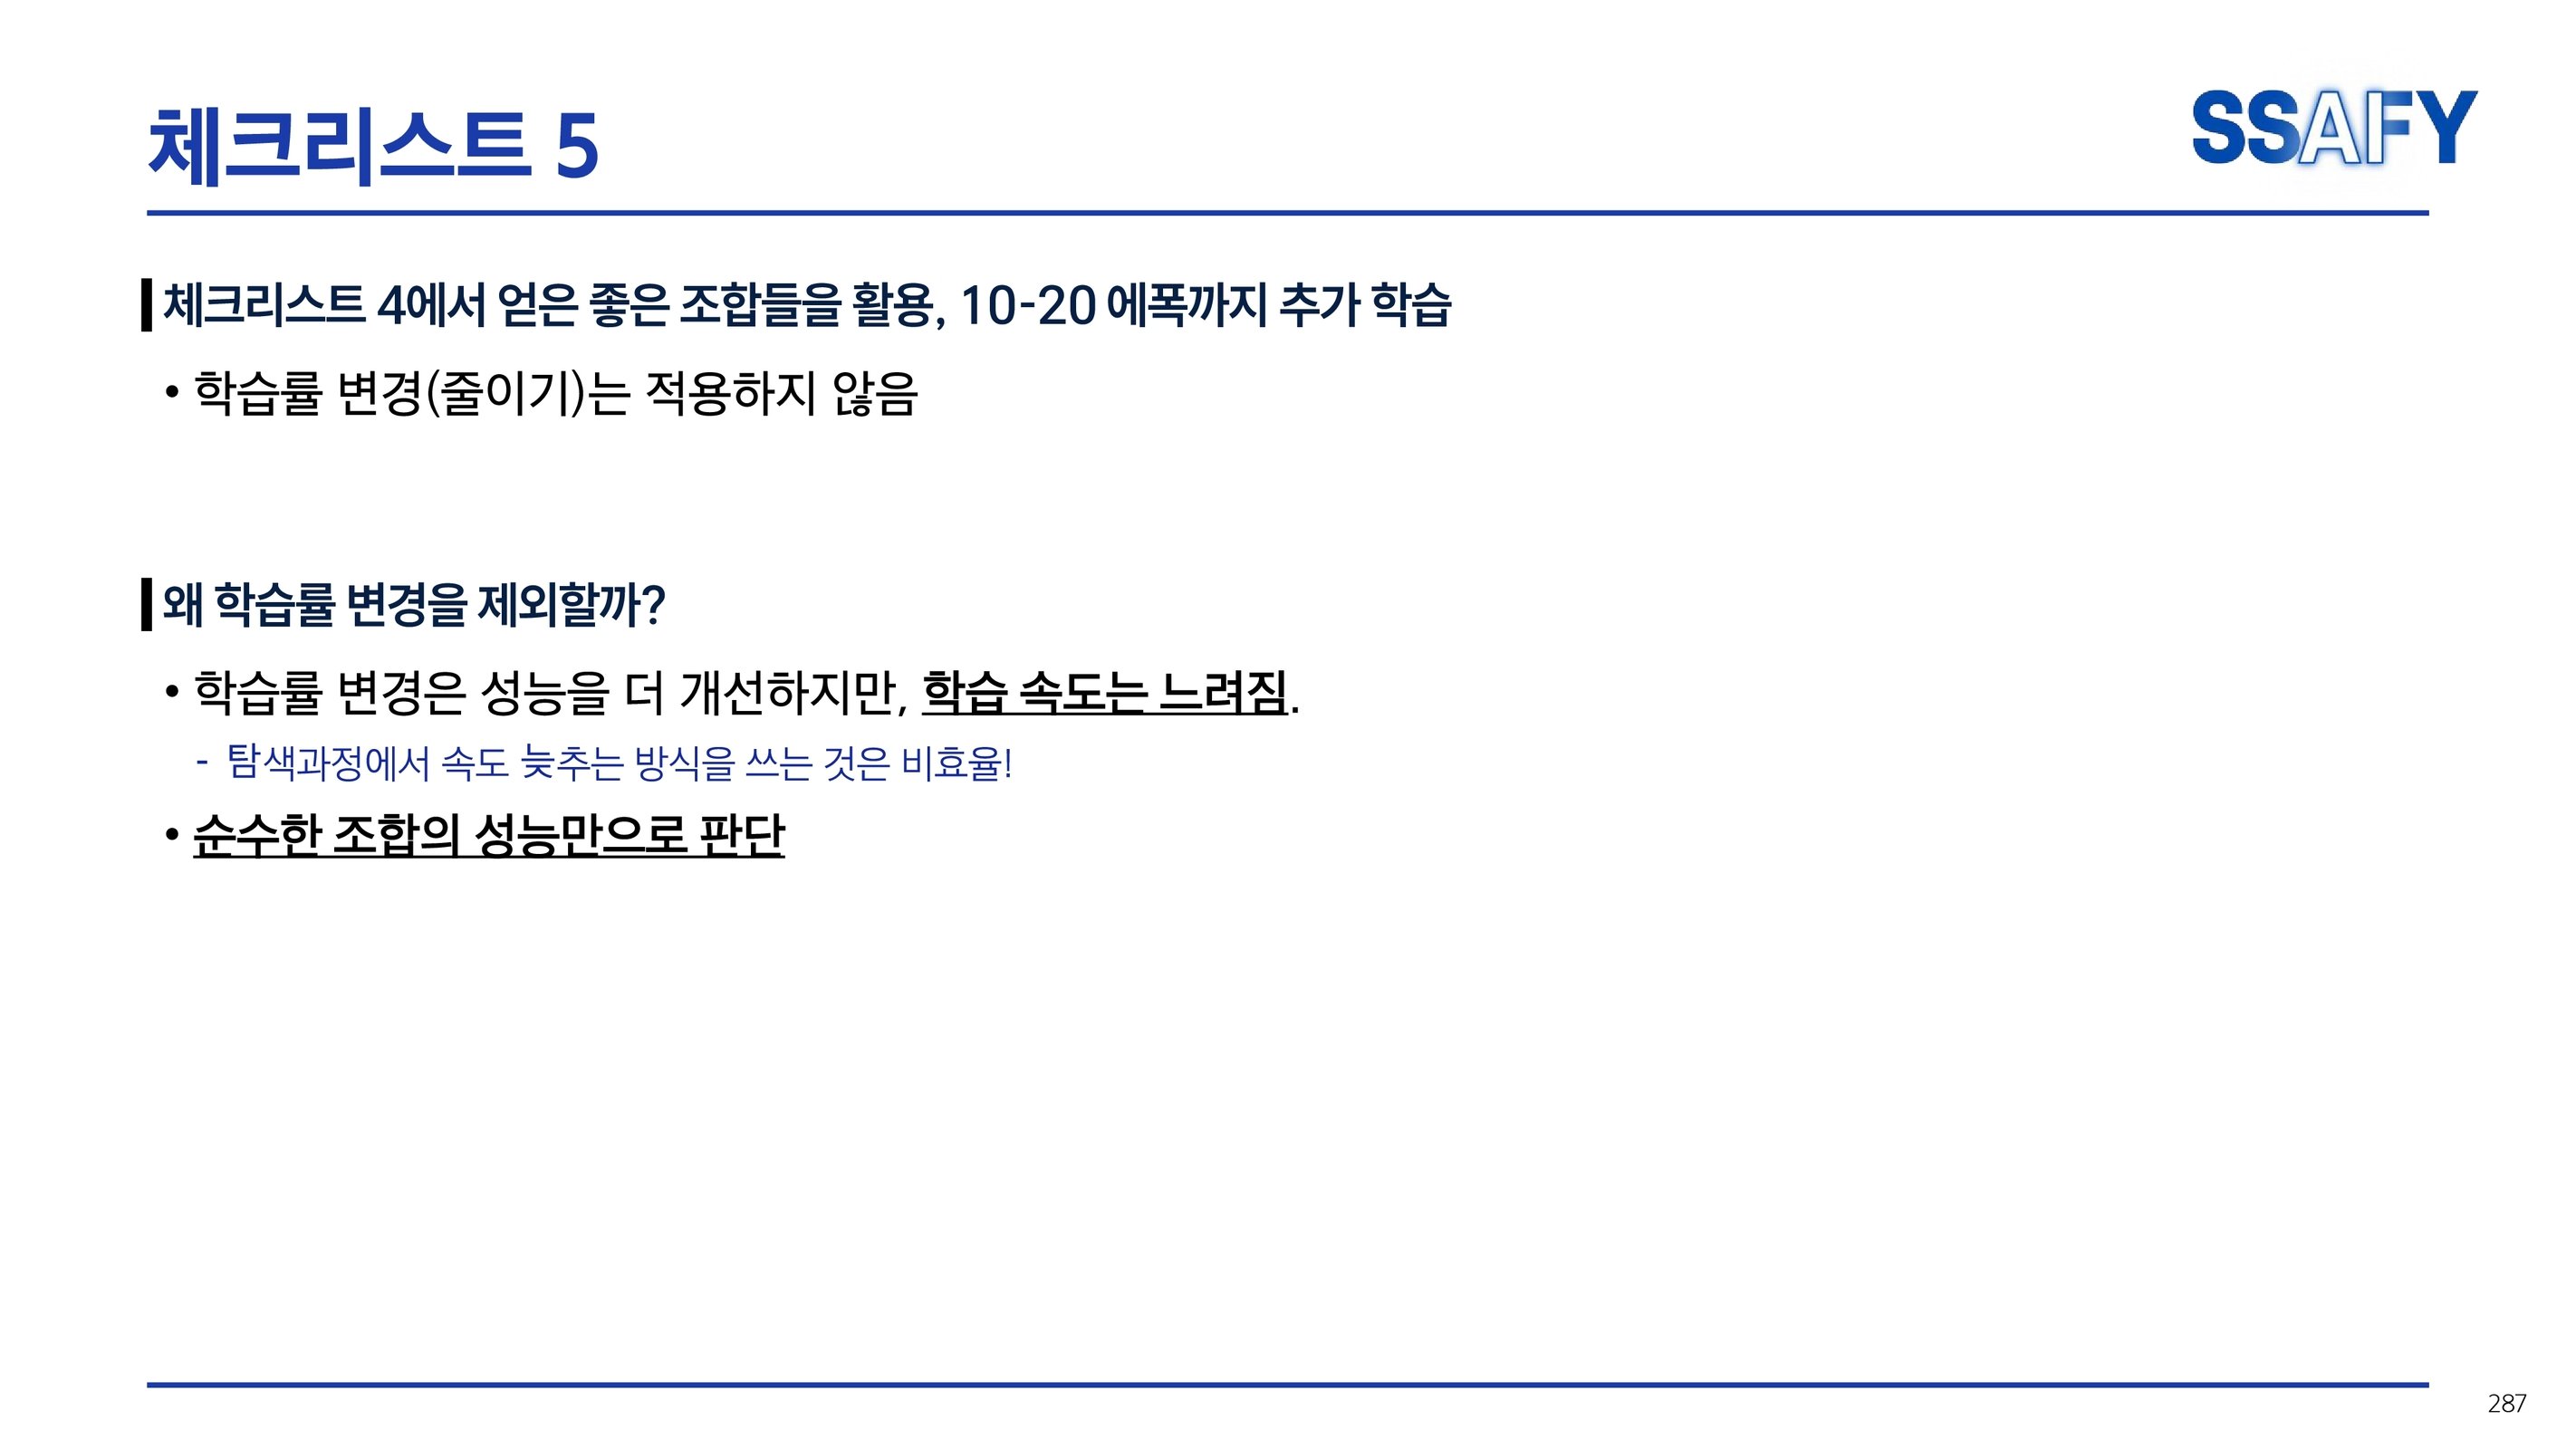 체크리스트 5
SSAFY
체크리스트 4에서 얻은 좋은 조합들을 활용, 10-20 에폭까지 추가 학습
• 학습률 변경(줄이기)는 적용하지 않음
왜 학습률 변경을 제외할까?
• 학습률 변경은 성능을 더 개선하지만, 학습 속도는 느려짐.
- 탐색과정에서 속도 늦추는 방식을 쓰는 것은 비효율!
• 순수한 조합의 성능만으로 판단
287